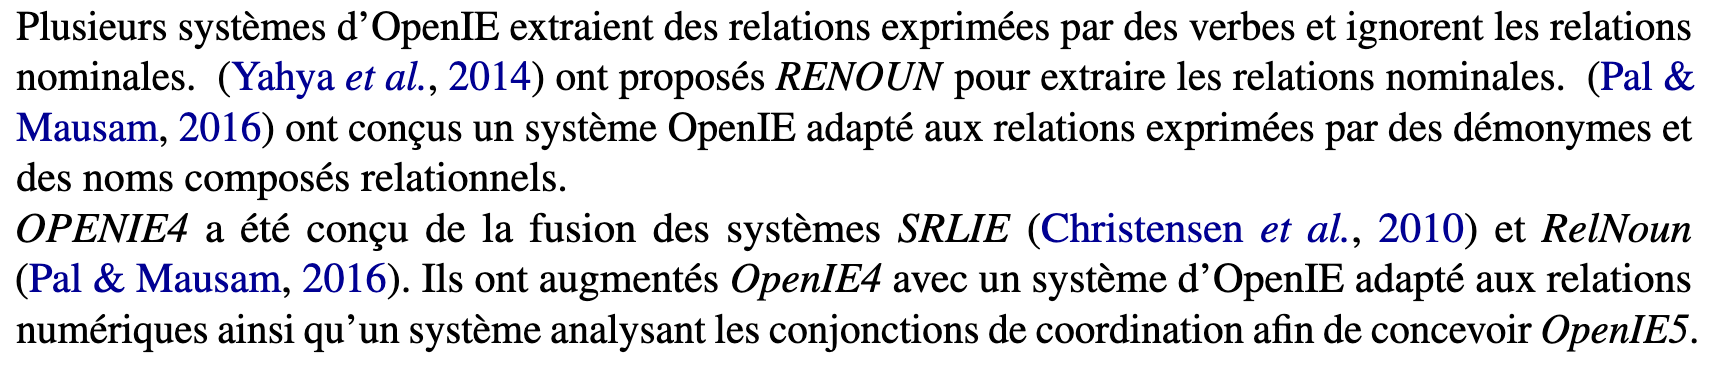 Plusieurs systèmes d’OpenIE extraient des relations exprimées par des verbes et ignorent les relations
nominales. (Yahya et al., 2014) ont proposés RENOUN pour extraire les relations nominales. (Pal &
Mausam, 2016) ont conçus un système OpenIE adapté aux relations exprimées par des démonymes et
des noms composés relationnels.
OPENIE4 a été conçu de la fusion des systèmes SRLIE (Christensen et al., 2010) et RelNoun
(Pal & Mausam, 2016). Ils ont augmentés OpenIE4 avec un système d’OpenIE adapté aux relations
numériques ainsi qu’un système analysant les conjonctions de coordination afin de concevoir OpenIE5.